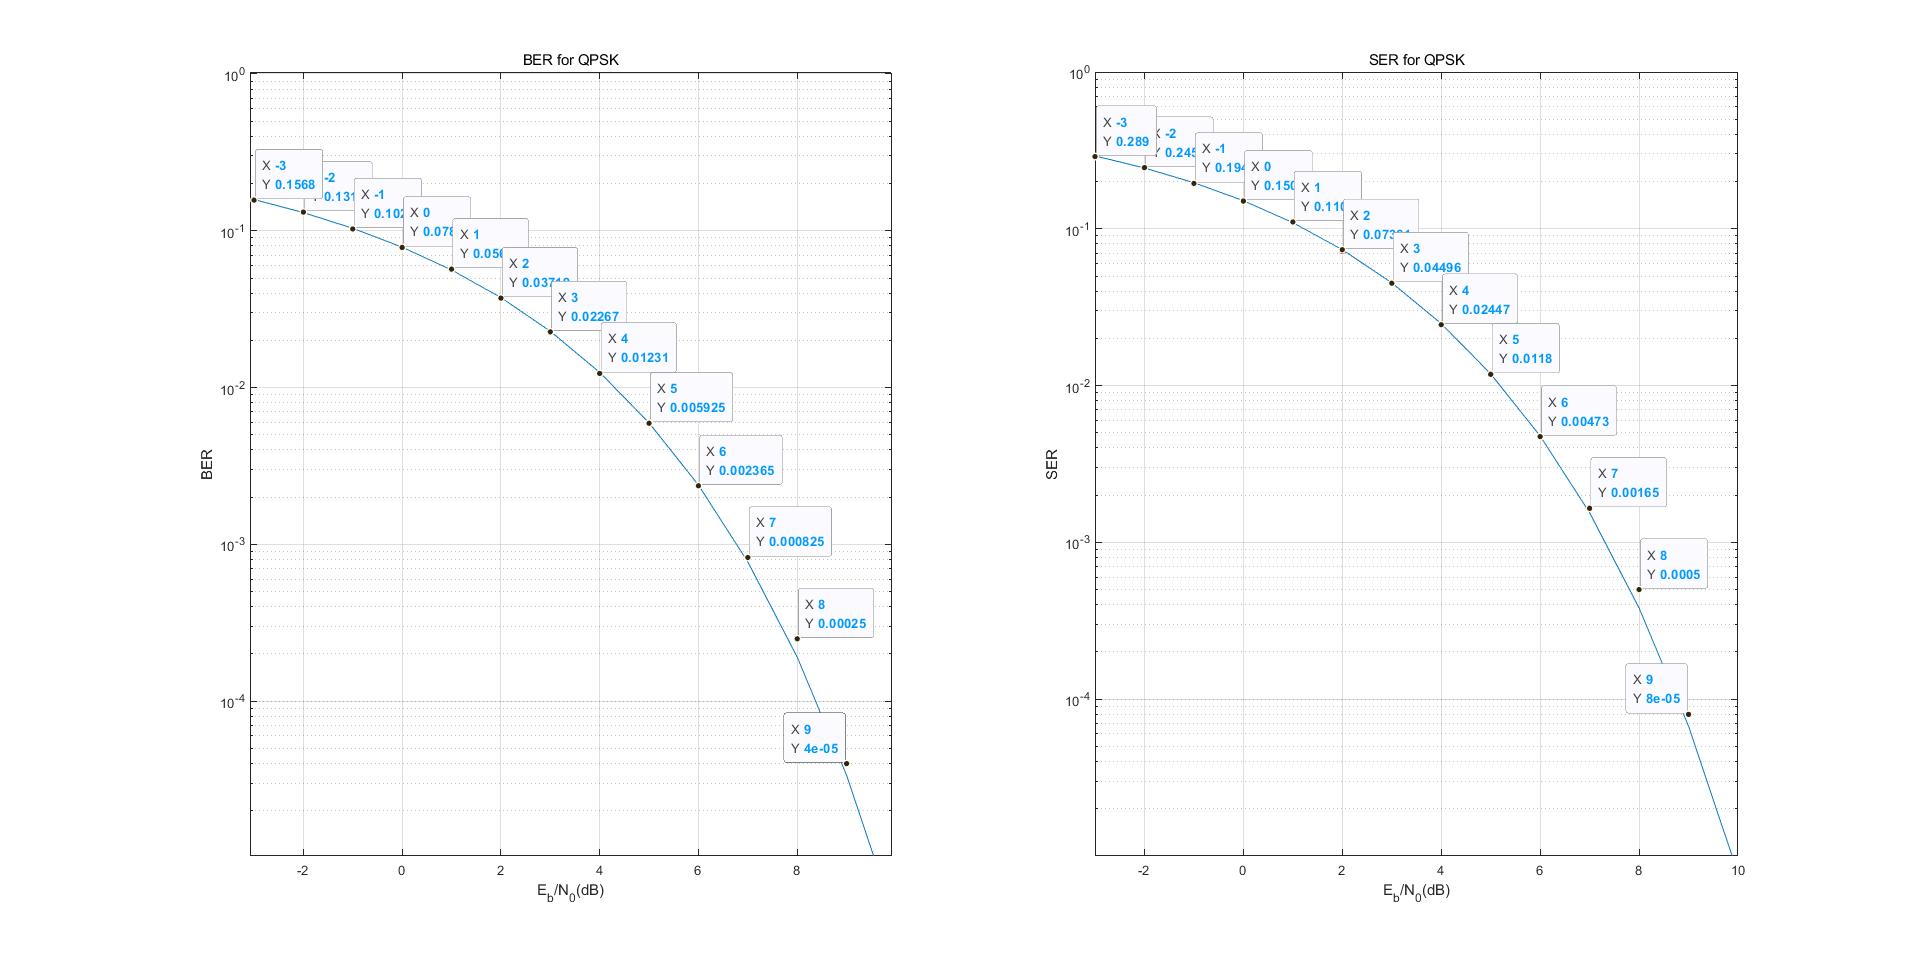 BER for QPSK
10^0
10^-1
10^-2
10^-3
10^-4
BER
X -3
Y 0.1568
-2
X -1
X 0
X 1
X 2
X 3
Y 0.02267
X 4
Y 0.01231
X 5
Y 0.005925
X 6
Y 0.002365
X 7
Y 0.000825
X 8
Y 0.00025
X 9
Y 4e-05
-2 0 2 4 6 8
E_b/N_0(dB)
SER for QPSK
10^0
10^-1
10^-2
10^-3
10^-4
SER
X -3
Y 0.289
X -2
X -1
X 0
X 1
X 2
X 3
Y 0.04496
X 4
Y 0.02447
X 5
Y 0.0118
X 6
Y 0.00473
X 7
Y 0.00165
X 8
Y 0.0005
X 9
Y 8e-05
-2 0 2 4 6 8 10
E_b/N_0(dB)